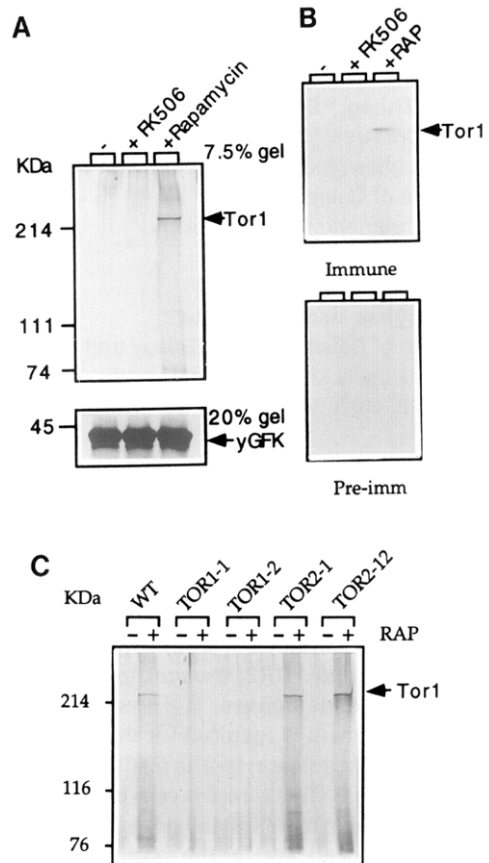 A
- + FK506 +Rapamycin
KDa
7.5% gel
214
Tor1
111
74
45
20% gel
yGFK
B
- + FK506 +RAP
Tor1
Immune
Pre-imm
C
KDa
WT TOR1-1 TOR1-2 TOR2-1 TOR2-12
- + - + - + - + - + RAP
214
Tor1
116
76